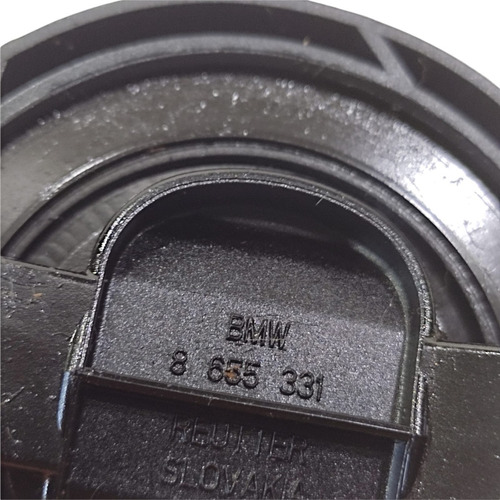 BMW
8 655 331
REUTTER
SLOVAKIA